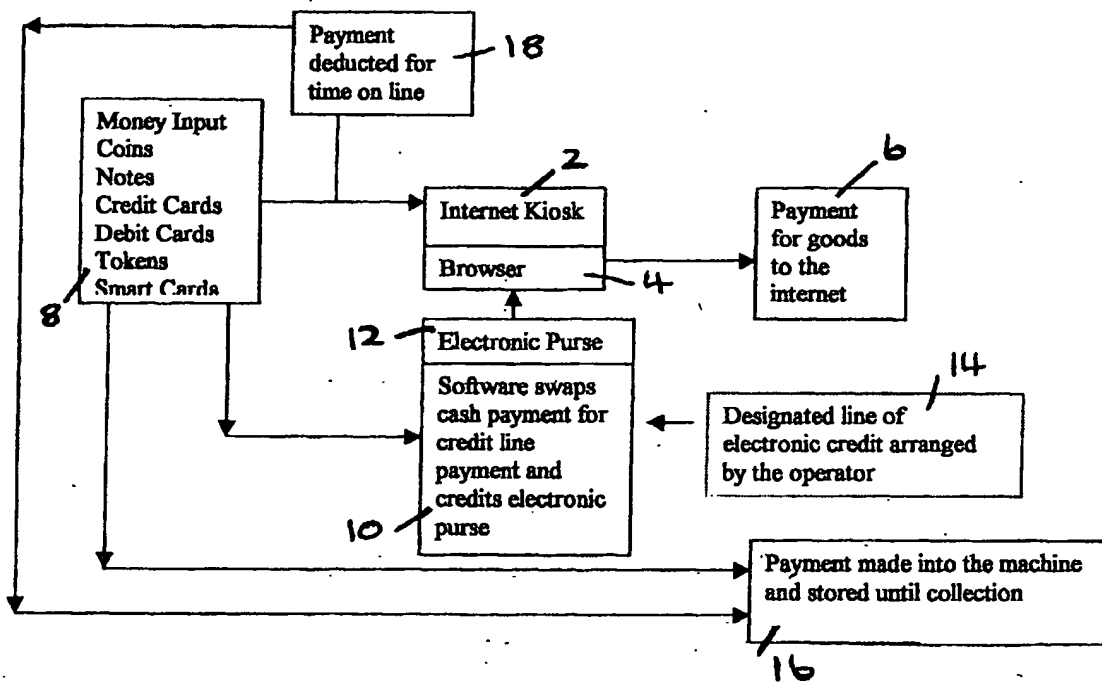 Payment
deducted for
time on line
18
Money Input
Coins
Notes
Credit Cards
Debit Cards
Tokens
Smart Cards
8
2
Internet Kiosk
Browser
4
6
Payment
for goods
to the
internet
12
Electronic Purse
Software swaps
cash payment for
credit line
payment and
credits electronic
purse
10
14
Designated line of
electronic credit arranged
by the operator
Payment made into the machine
and stored until collection
16